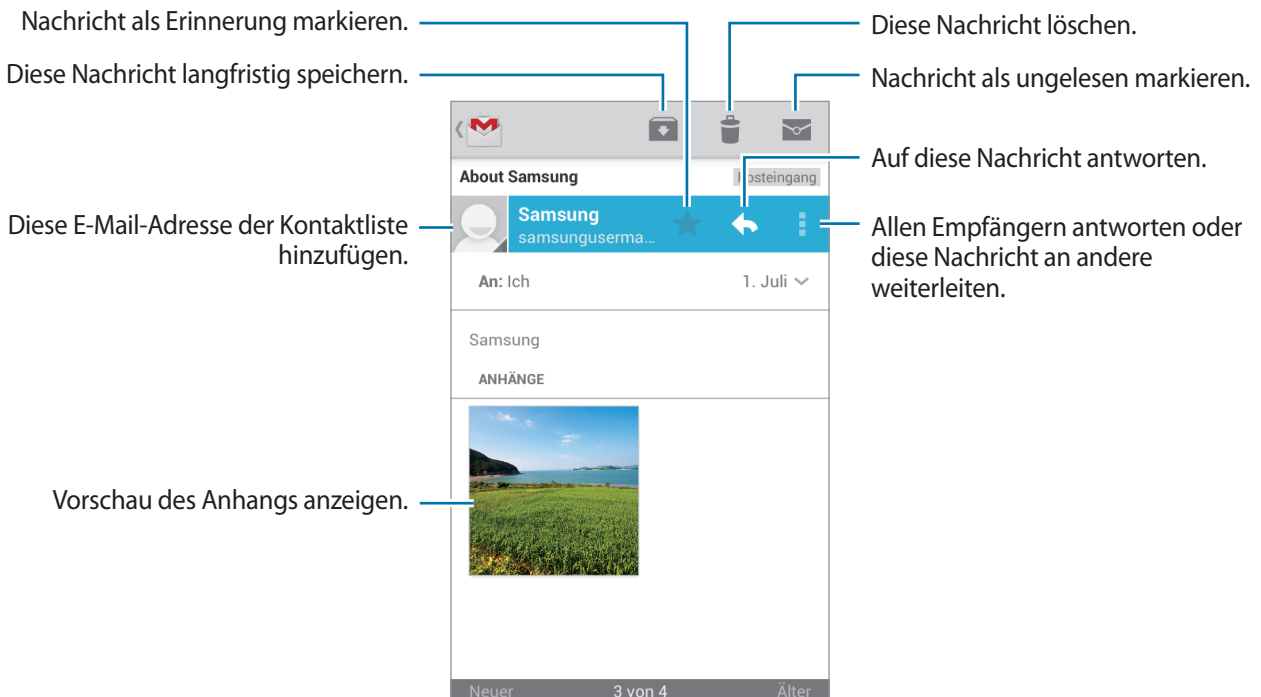 Nachricht als Erinnerung markieren.
Diese Nachricht langfristig speichern.
Diese E-Mail-Adresse der Kontaktliste
hinzufügen.
Vorschau des Anhangs anzeigen.
Diese Nachricht löschen.
Nachricht als ungelesen markieren.
Auf diese Nachricht antworten.
Allen Empfängern antworten oder
diese Nachricht an andere
weiterleiten.
About Samsung Posteingang
Samsung
samsunguserma...
An: Ich 1. Juli
Samsung
ANHÄNGE
Neuer 3 von 4 Älter